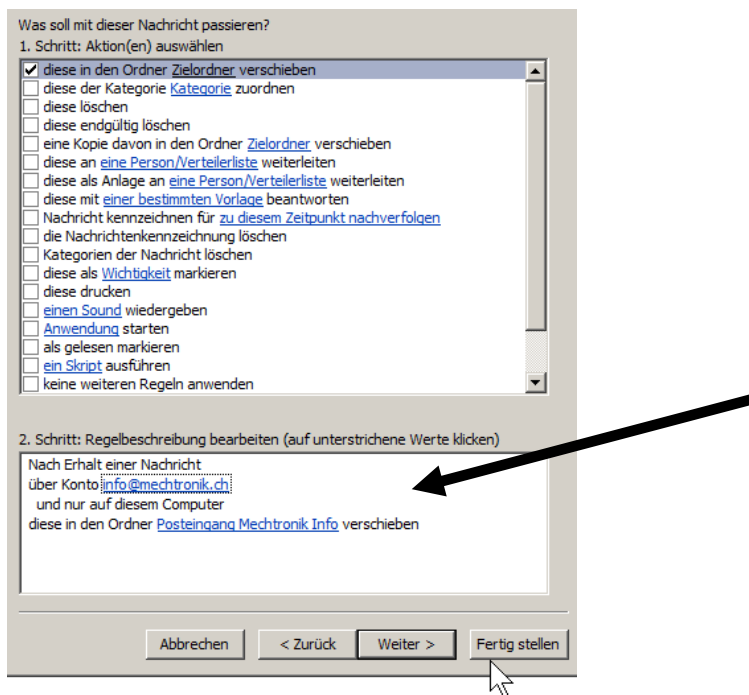 Was soll mit dieser Nachricht passieren?
1. Schritt: Aktion(en) auswählen
diese in den Ordner Zielordner verschieben
diese der Kategorie Kategorie zuordnen
diese löschen
diese endgültig löschen
eine Kopie davon in den Ordner Zielordner verschieben
diese an eine Person/Verteilerliste weiterleiten
diese als Anlage an eine Person/Verteilerliste weiterleiten
diese mit einer bestimmten Vorlage beantworten
Nachricht kennzeichnen für zu diesem Zeitpunkt nachverfolgen
die Nachrichtenkennzeichnung löschen
Kategorien der Nachricht löschen
diese als Wichtigkeit markieren
diese drucken
einen Sound wiedergeben
Anwendung starten
als gelesen markieren
ein Skript ausführen
keine weiteren Regeln anwenden
2. Schritt: Regelbeschreibung bearbeiten (auf unterstrichene Werte klicken)
Nach Erhalt einer Nachricht
über Konto info@mechtronik.ch
und nur auf diesem Computer
diese in den Ordner Posteingang Mechtronik Info verschieben
Abbrechen < Zurück Weiter > Fertig stellen